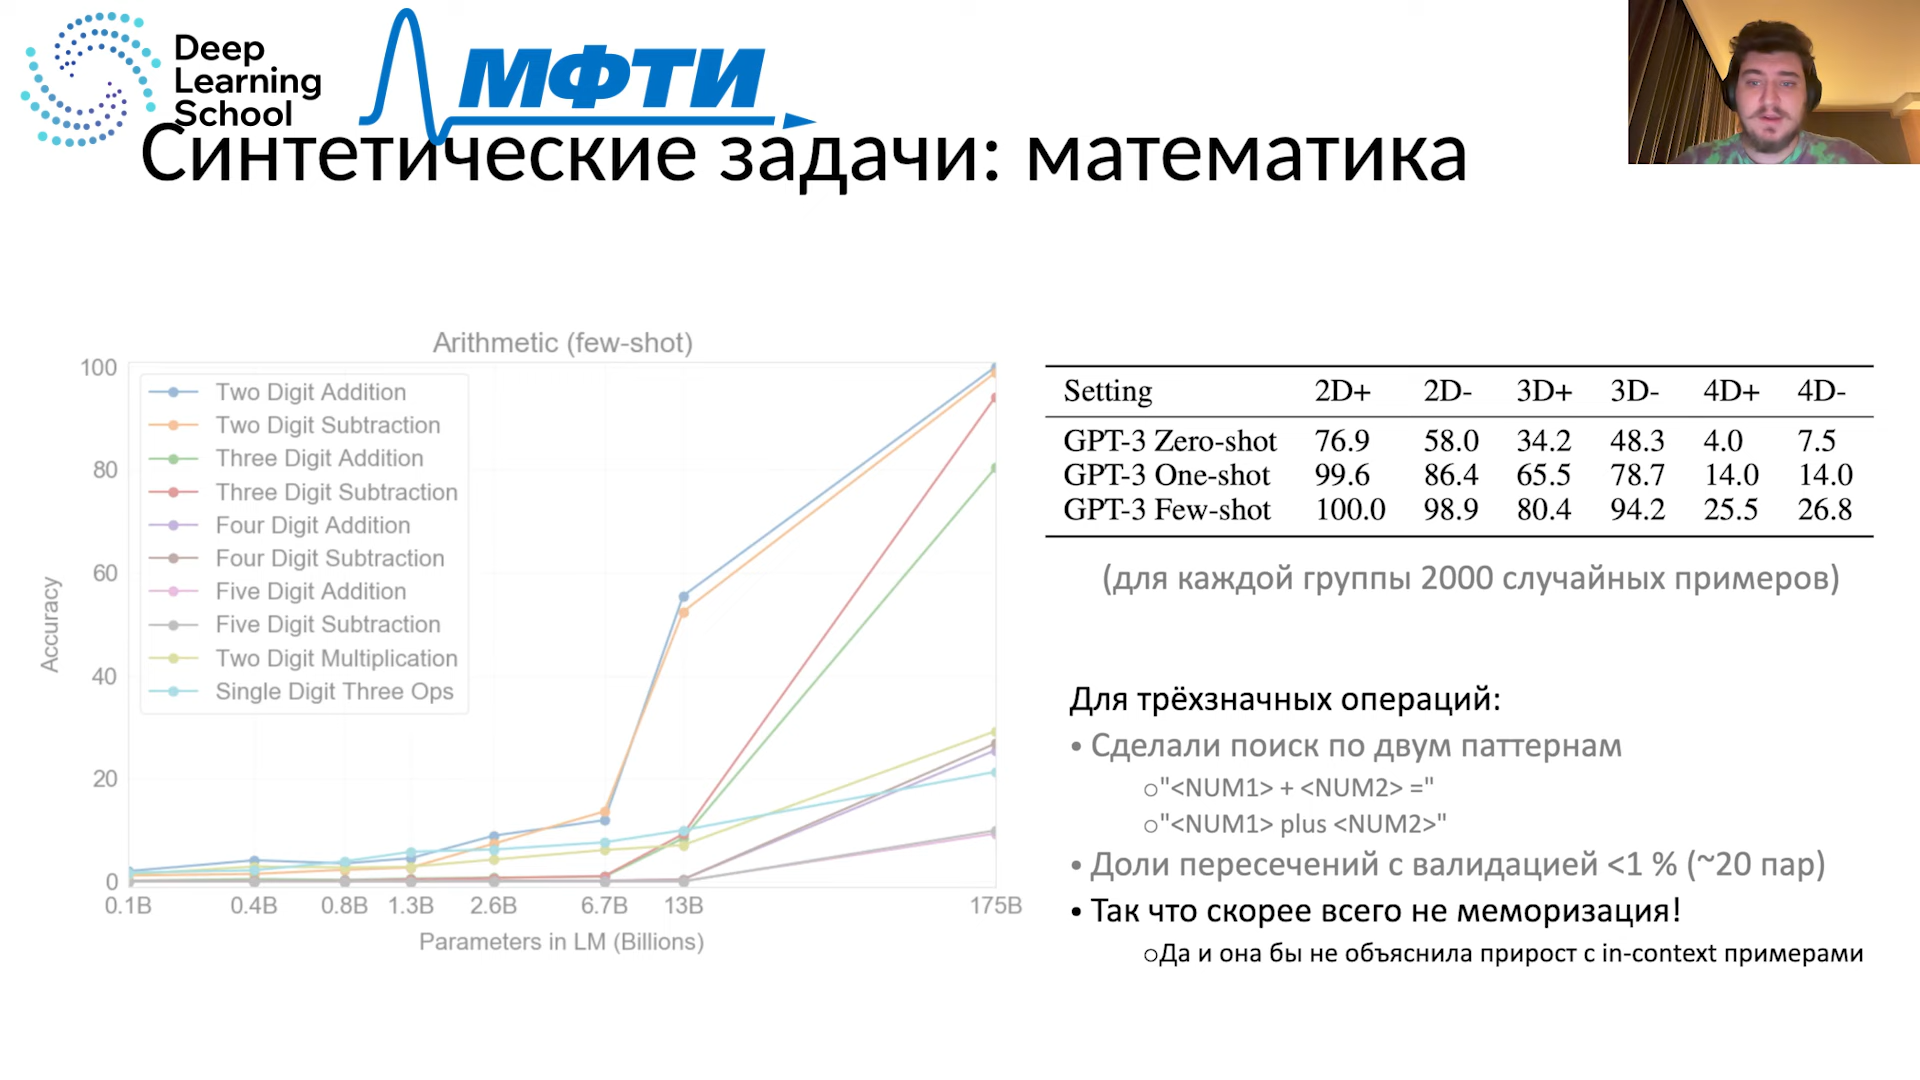 Deep
Learning
School
МФТИ
Синтетические задачи: математика
Arithmetic (few-shot)
100
80
60
40
20
0
Accuracy
Two Digit Addition
Two Digit Subtraction
Three Digit Addition
Three Digit Subtraction
Four Digit Addition
Four Digit Subtraction
Five Digit Addition
Five Digit Subtraction
Two Digit Multiplication
Single Digit Three Ops
0.1B 0.4B 0.8B 1.3B 2.6B 6.7B 13B 175B
Parameters in LM (Billions)
Setting 2D+ 2D- 3D+ 3D- 4D+ 4D-
GPT-3 Zero-shot 76.9 58.0 34.2 48.3 4.0 7.5
GPT-3 One-shot 99.6 86.4 65.5 78.7 14.0 14.0
GPT-3 Few-shot 100.0 98.9 80.4 94.2 25.5 26.8
(для каждой группы 2000 случайных примеров)
Для трёхзначных операций:
• Сделали поиск по двум паттернам
○"<NUM1> + <NUM2> ="
○"<NUM1> plus <NUM2>"
• Доли пересечений с валидацией <1 % (~20 пар)
• Так что скорее всего не меморизация!
○Да и она бы не объяснила прирост с in-context примерами